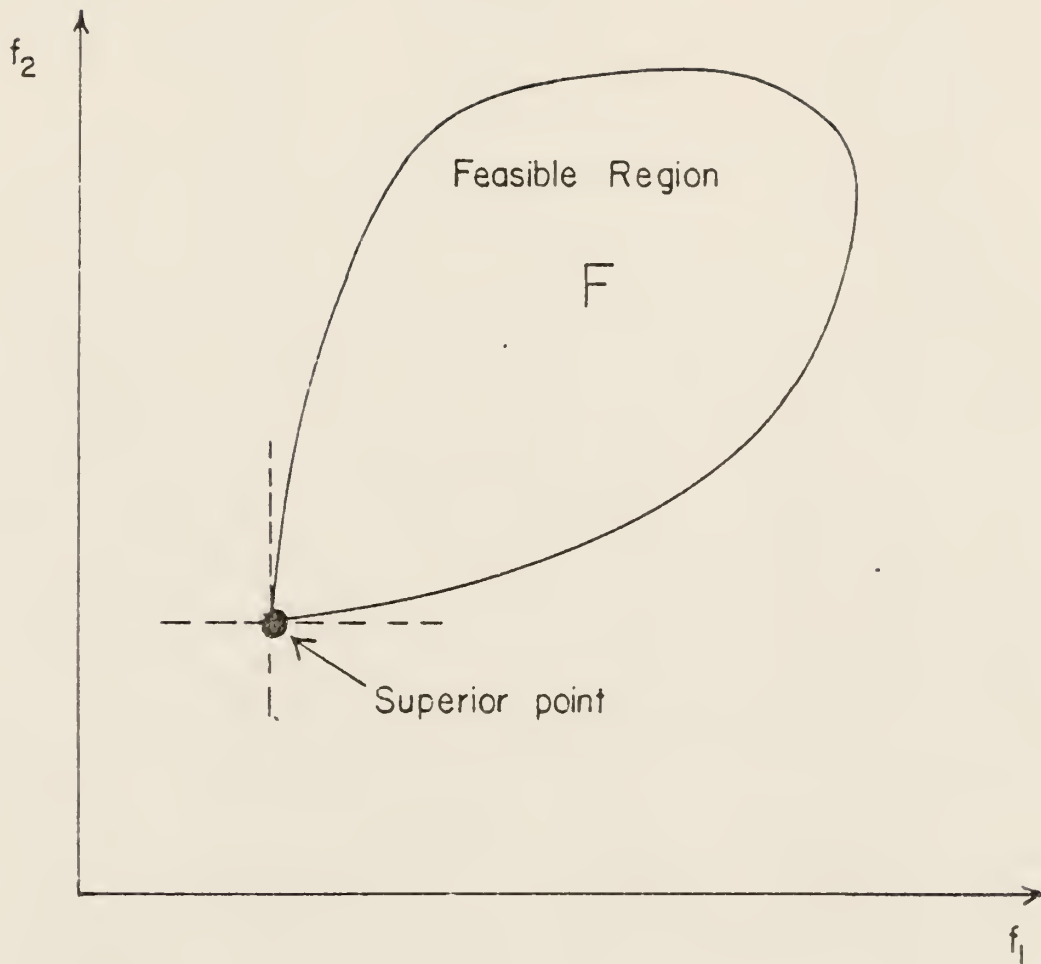 f₂
Feasible Region
F
Superior point
f₁